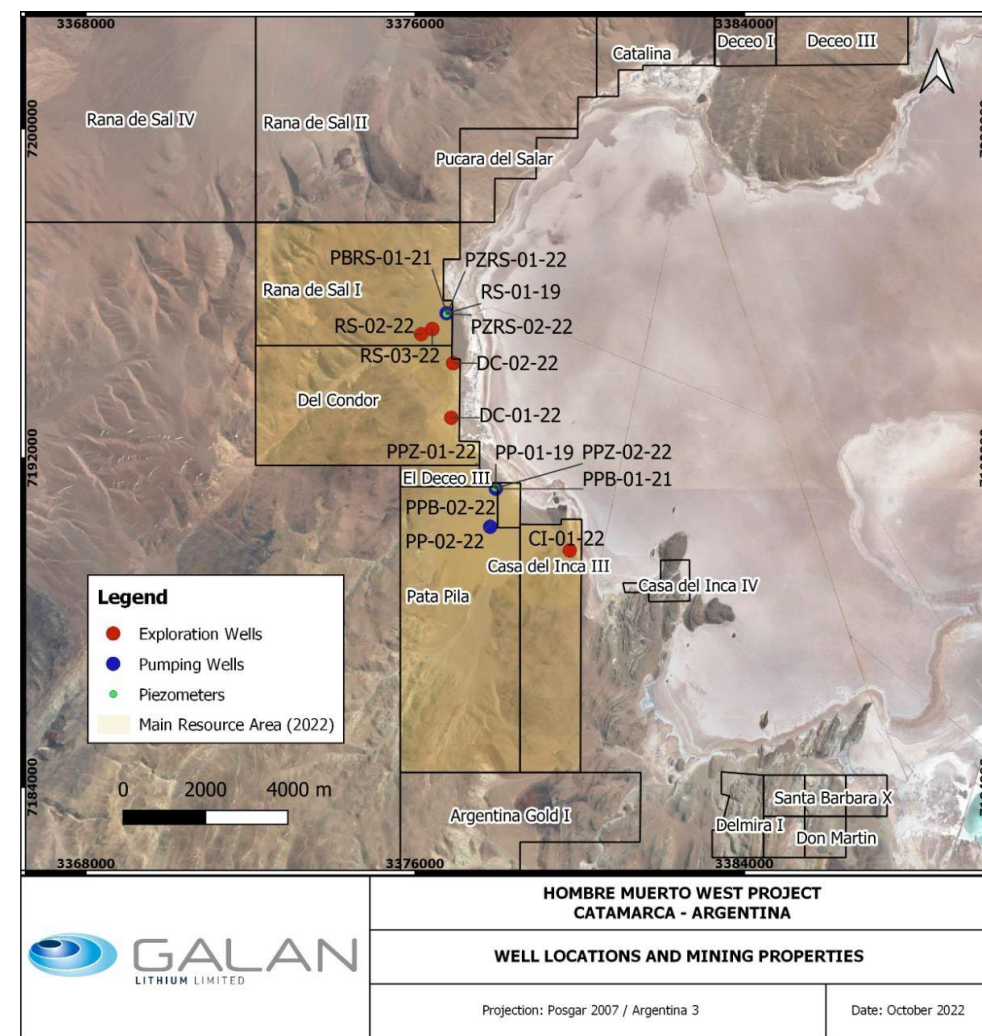 3368000
3376000
3384000
Catalina
Deceo I
Deceo III
7200000
Rana de Sal IV
Rana de Sal II
Pucara del Salar
PBRS-01-21
PZRS-01-22
Rana de Sal I
RS-01-19
RS-02-22
PZRS-02-22
RS-03-22
DC-02-22
Del Condor
DC-01-22
7192000
PPZ-01-22
PP-01-19
PPZ-02-22
El Deceo III
PPB-01-21
PPB-02-22
PP-02-22
CI-01-22
Casa del Inca III
Casa del Inca IV
Pata Pila
Legend
Exploration Wells
Pumping Wells
Piezometers
Main Resource Area (2022)
0
2000
4000 m
7184000
Argentina Gold I
Santa Barbara X
Delmira I
Don Martin
3368000
3376000
3384000
GALAN
LITHIUM LIMITED
HOMBRE MUERTO WEST PROJECT
CATAMARCA - ARGENTINA
WELL LOCATIONS AND MINING PROPERTIES
Projection: Posgar 2007 / Argentina 3
Date: October 2022